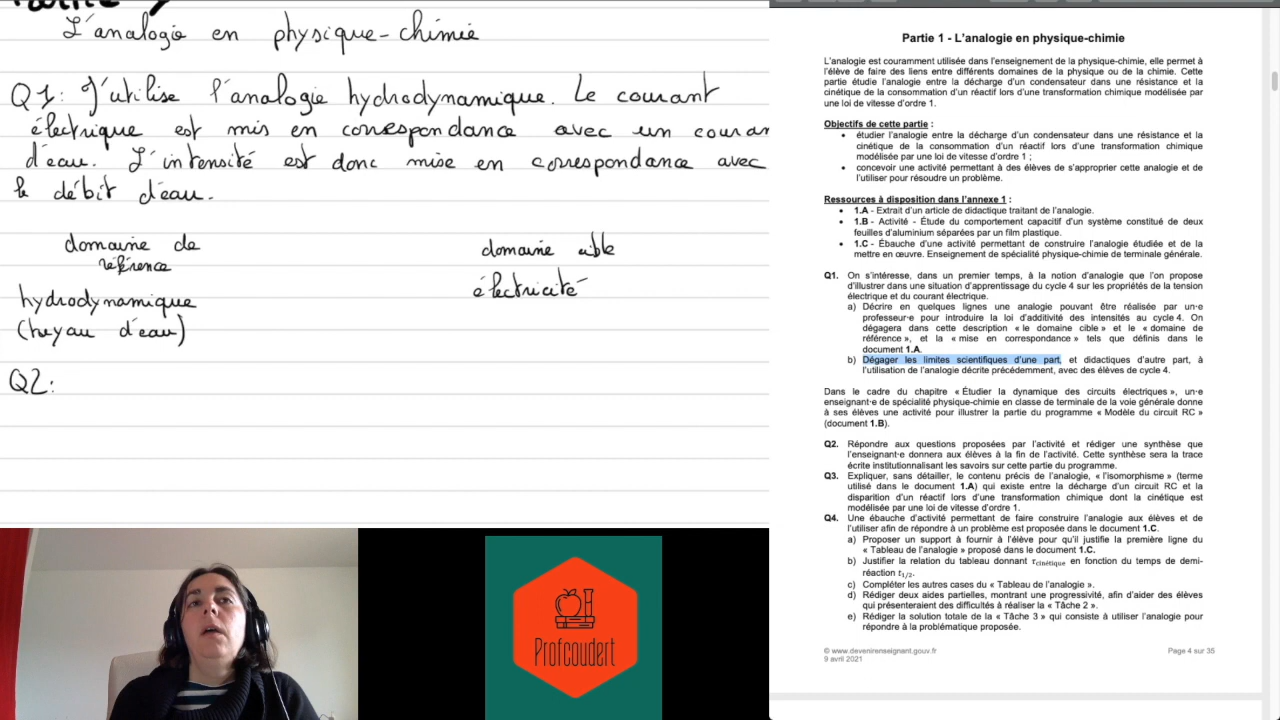 L'analogie en physique-chimie
Q1: J'utilise l'analogie hydrodynamique. Le courant
électrique est mis en correspondance avec un couran
d'eau. L'intensité est donc mise en correspondance avec
le débit d'eau.
domaine de
référence
domaine cible
hydrodynamique
(tuyau d'eau)
électricité
Q2:
Profcoudert
Partie 1 - L'analogie en physique-chimie
L'analogie est couramment utilisée dans l'enseignement de la physique-chimie, elle permet à
l'élève de faire des liens entre différents domaines de la physique ou de la chimie. Cette
partie étudie l'analogie entre la décharge d'un condensateur dans une résistance et la
cinétique de la consommation d'un réactif lors d'une transformation chimique modélisée par
une loi de vitesse d'ordre 1.
Objectifs de cette partie :
• étudier l'analogie entre la décharge d'un condensateur dans une résistance et la
cinétique de la consommation d'un réactif lors d'une transformation chimique
modélisée par une loi de vitesse d'ordre 1 ;
• concevoir une activité permettant à des élèves de s'approprier cette analogie et de
l'utiliser pour résoudre un problème.
Ressources à disposition dans l'annexe 1 :
• 1.A - Extrait d'un article de didactique traitant de l'analogie.
• 1.B - Activité - Étude du comportement capacitif d'un système constitué de deux
feuilles d'aluminium séparées par un film plastique.
• 1.C - Ébauche d'une activité permettant de construire l'analogie étudiée et de la
mettre en œuvre. Enseignement de spécialité physique-chimie de terminale générale.
Q1. On s'intéresse, dans un premier temps, à la notion d'analogie que l'on propose
d'illustrer dans une situation d'apprentissage du cycle 4 sur les propriétés de la tension
électrique et du courant électrique.
a) Décrire en quelques lignes une analogie pouvant être réalisée par un·e
professeur·e pour introduire la loi d'additivité des intensités au cycle 4. On
dégagera dans cette description « le domaine cible » et le « domaine de
référence », et la « mise en correspondance » tels que définis dans le
document 1.A.
b) Dégager les limites scientifiques d'une part, et didactiques d'autre part, à
l'utilisation de l'analogie décrite précédemment, avec des élèves de cycle 4.
Dans le cadre du chapitre « Étudier la dynamique des circuits électriques », un·e
enseignant·e de spécialité physique-chimie en classe de terminale de la voie générale donne
à ses élèves une activité pour illustrer la partie du programme « Modèle du circuit RC »
(document 1.B).
Q2. Répondre aux questions proposées par l'activité et rédiger une synthèse que
l'enseignant·e donnera aux élèves à la fin de l'activité. Cette synthèse sera la trace
écrite institutionnalisant les savoirs sur cette partie du programme.
Q3. Expliquer, sans détailler, le contenu précis de l'analogie, « l'isomorphisme » (terme
utilisé dans le document 1.A) qui existe entre la décharge d'un circuit RC et la
disparition d'un réactif lors d'une transformation chimique dont la cinétique est
modélisée par une loi de vitesse d'ordre 1.
Q4. Une ébauche d'activité permettant de faire construire l'analogie aux élèves et de
l'utiliser afin de répondre à un problème est proposée dans le document 1.C.
a) Proposer un support à fournir à l'élève pour qu'il justifie la première ligne du
« Tableau de l'analogie » proposé dans le document 1.C.
b) Justifier la relation du tableau donnant τcinétique en fonction du temps de demi-
réaction t1/2.
c) Compléter les autres cases du « Tableau de l'analogie ».
d) Rédiger deux aides partielles, montrant une progressivité, afin d'aider des élèves
qui présenteraient des difficultés à réaliser la « Tâche 2 ».
e) Rédiger la solution totale de la « Tâche 3 » qui consiste à utiliser l'analogie pour
répondre à la problématique proposée.
© www.devenirenseignant.gouv.fr
Page 4 sur 35
9 avril 2021